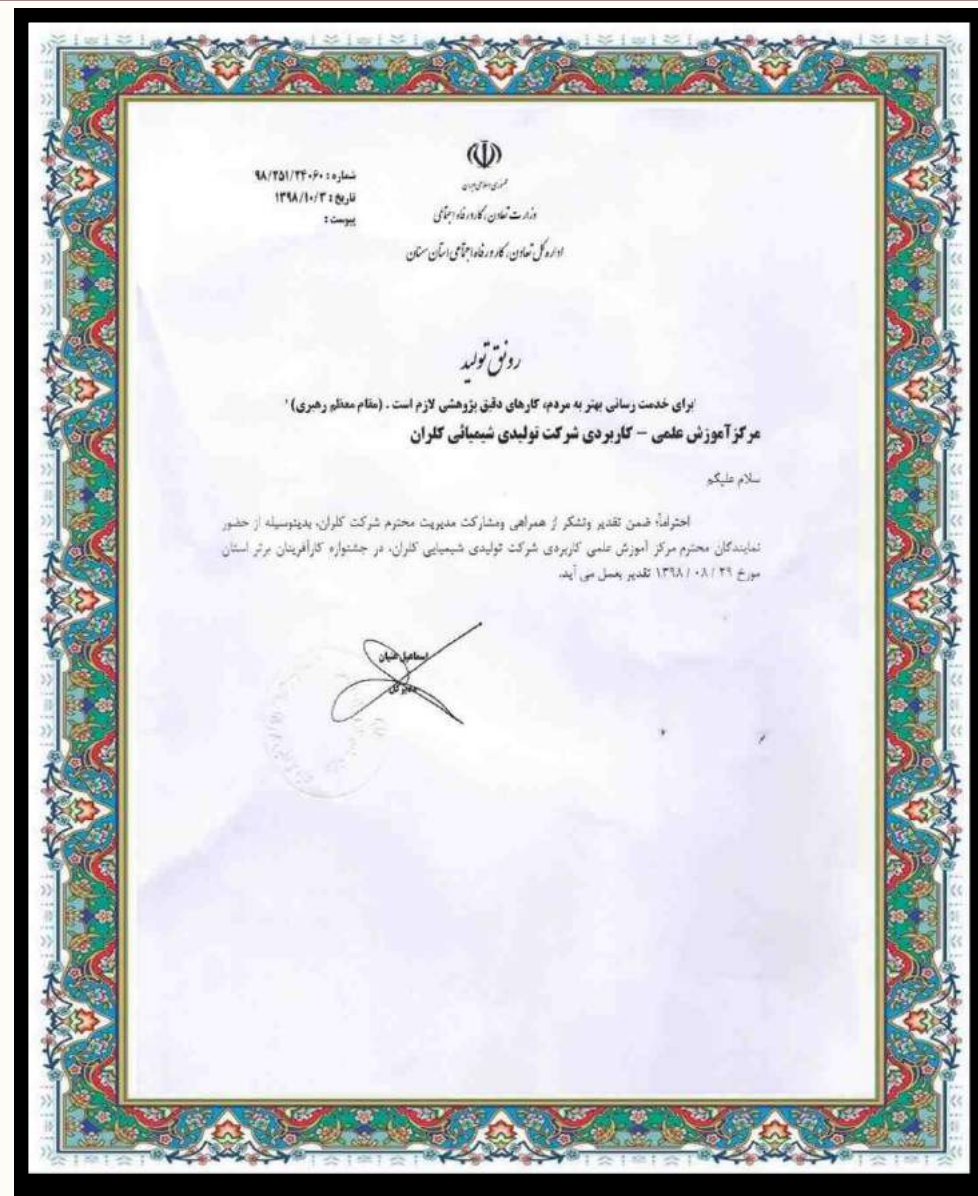 شماره : ۹۸/۲۵۱/۲۴۰۶۰
تاریخ : ۱۳۹۸/۱۰/۳
پیوست :
جمهوری اسلامی ایران
وزارت تعاون، کار و رفاه اجتماعی
اداره کل تعاون، کار و رفاه اجتماعی استان سمنان
رونق تولید
برای خدمت رسانی بهتر به مردم، کارهای دقیق پژوهشی لازم است . (مقام معظم رهبری)
مرکز آموزش علمی – کاربردی شرکت تولیدی شیمیائی کلران
سلام علیکم
احتراماً؛ ضمن تقدیر وتشکر از همراهی ومشارکت مدیریت محترم شرکت کلران، بدینوسیله از حضور
نمایندگان محترم مرکز آموزش علمی کاربردی شرکت تولیدی شیمیایی کلران، در جشنواره کارآفرینان برتر استان
مورخ ۲۹ / ۰۸ / ۱۳۹۸ تقدیر بعمل می آید.
اسماعیل
مدیر کل